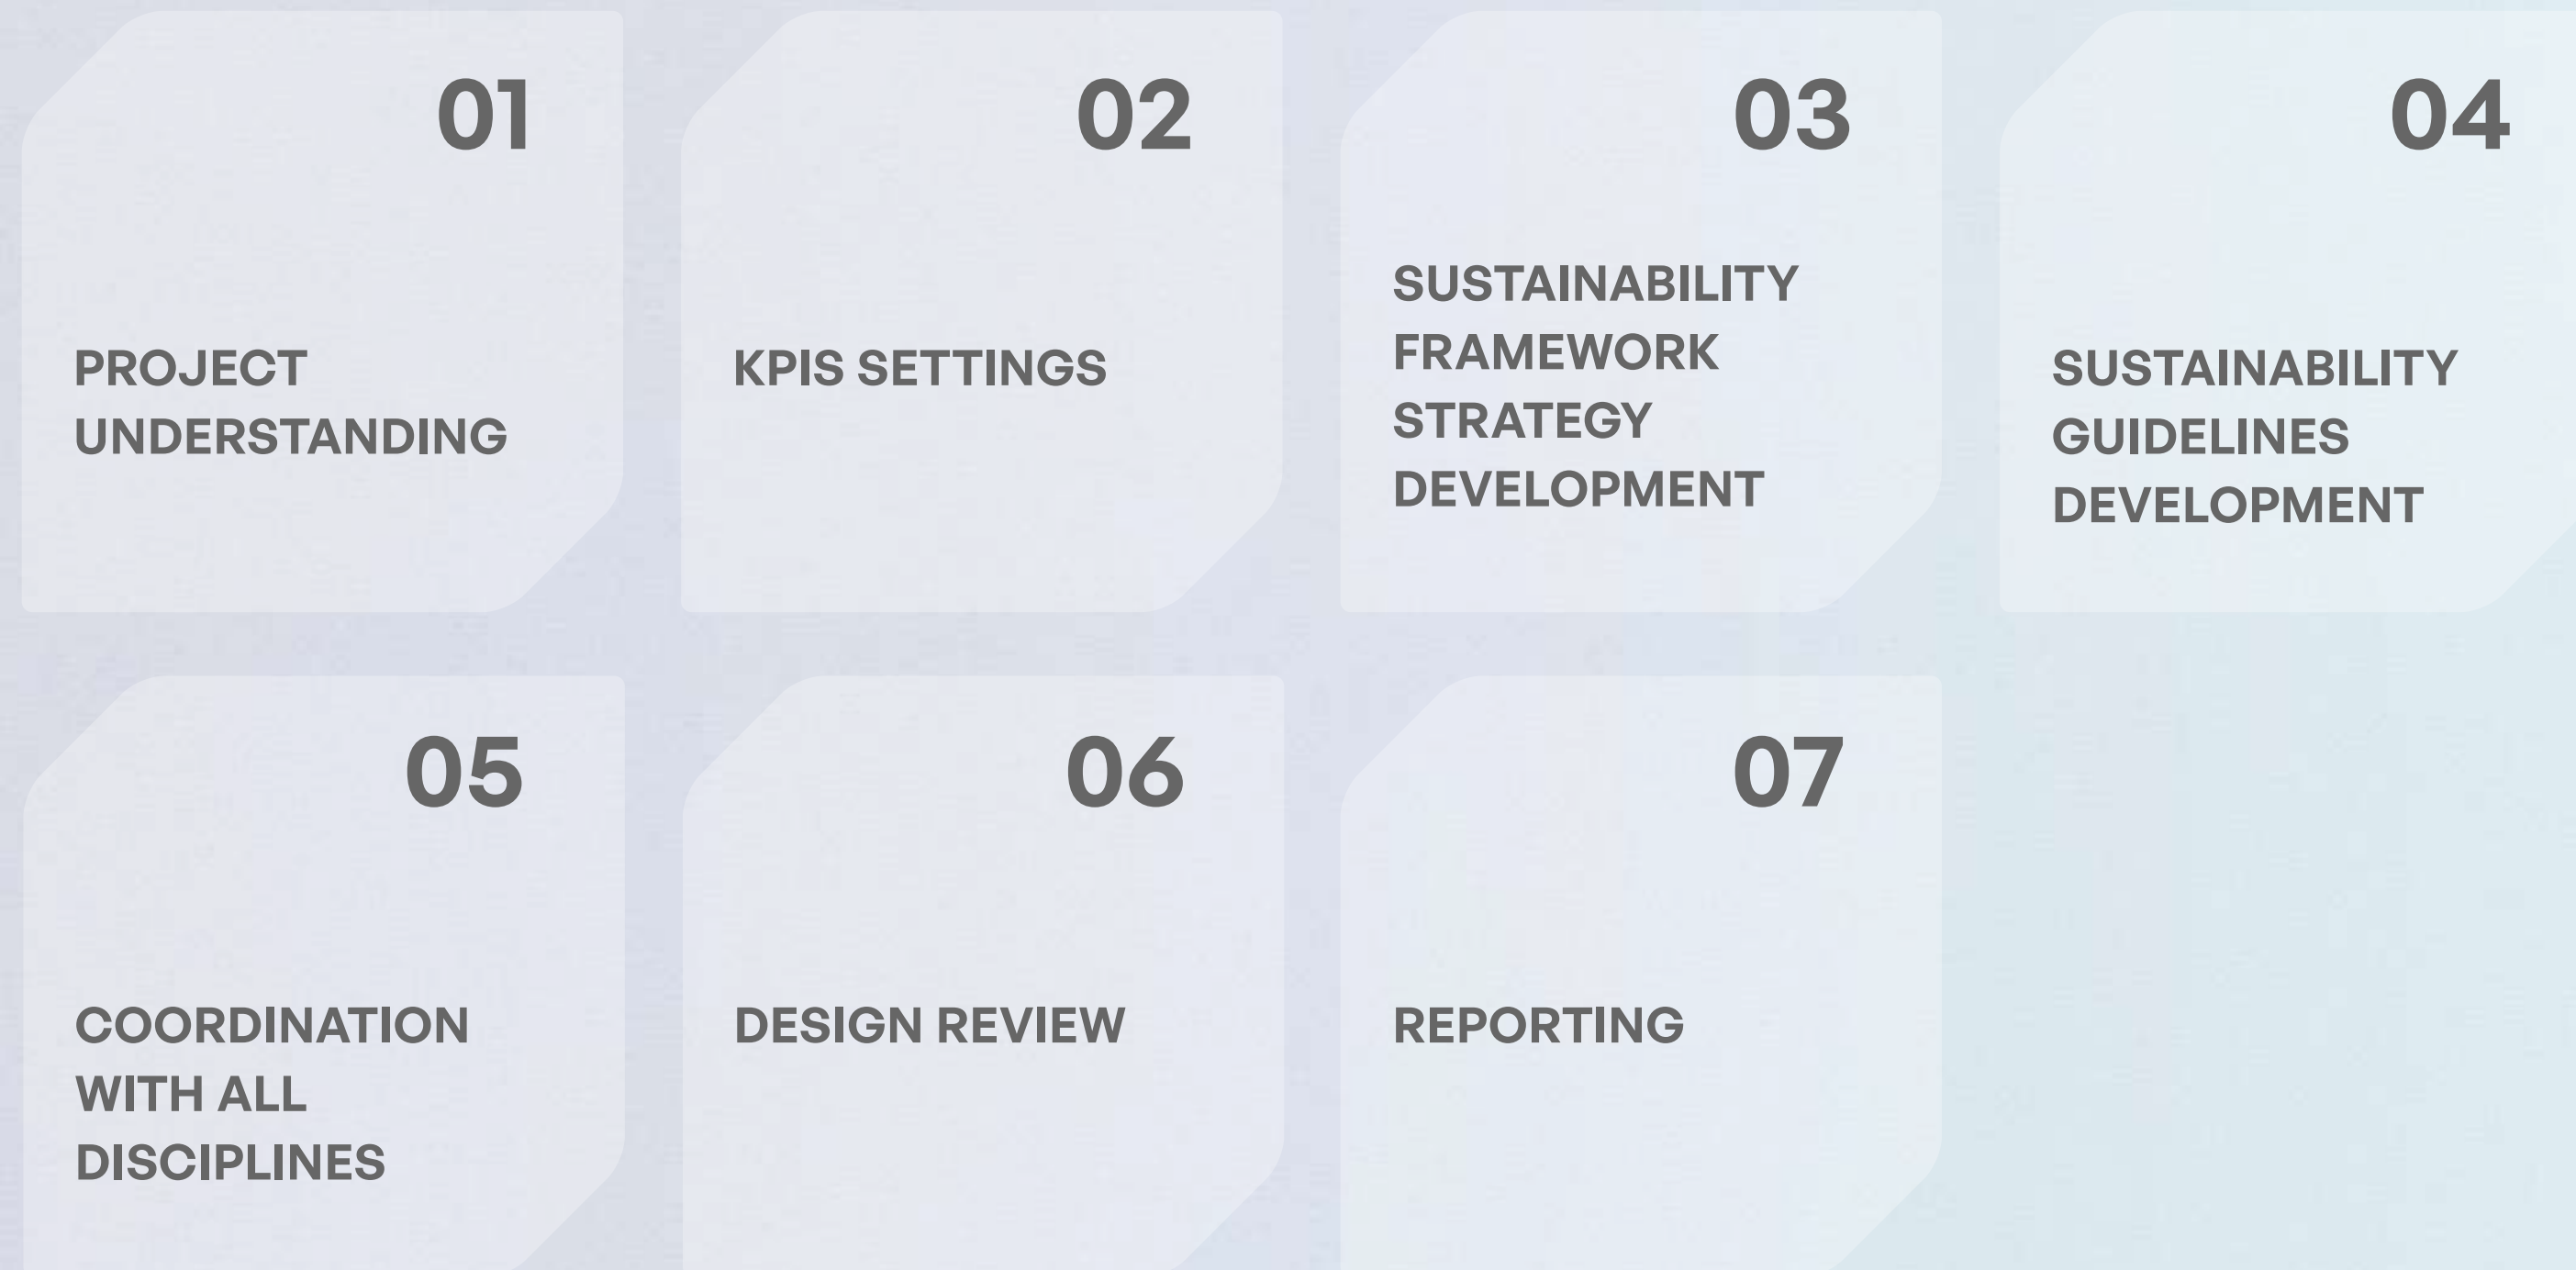 01
PROJECT
UNDERSTANDING
02
KPIS SETTINGS
03
SUSTAINABILITY
FRAMEWORK
STRATEGY
DEVELOPMENT
04
SUSTAINABILITY
GUIDELINES
DEVELOPMENT
05
COORDINATION
WITH ALL
DISCIPLINES
06
DESIGN REVIEW
07
REPORTING